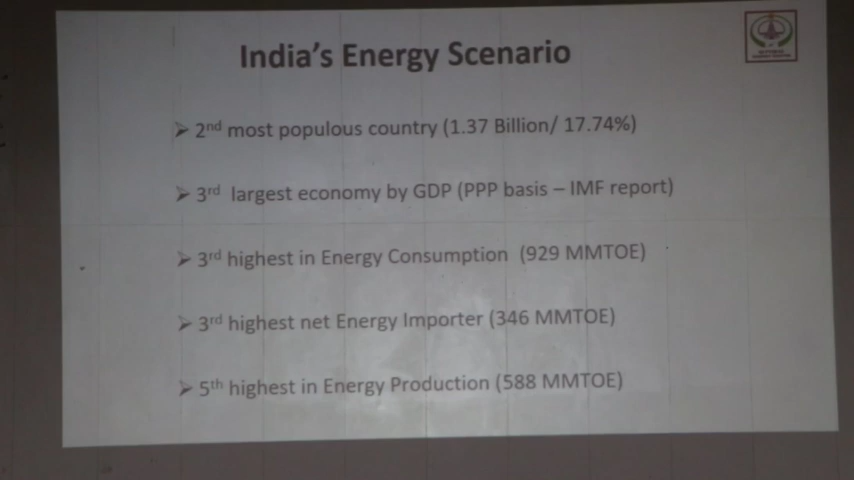 India's Energy Scenario
➢ 2nd most populous country (1.37 Billion/ 17.74%)
➢ 3rd largest economy by GDP (PPP basis – IMF report)
➢ 3rd highest in Energy Consumption (929 MMTOE)
➢ 3rd highest net Energy Importer (346 MMTOE)
➢ 5th highest in Energy Production (588 MMTOE)